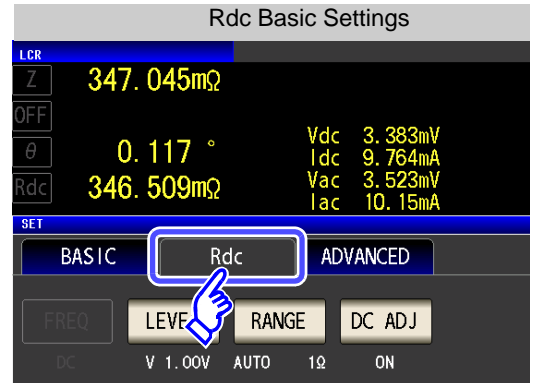 Rdc Basic Settings
LCR
Z 347.045mΩ
OFF
θ 0.117 °
Rdc 346.509mΩ
Vdc 3.383mV
Idc 9.764mA
Vac 3.523mV
Iac 10.15mA
SET
BASIC Rdc ADVANCED
FREQ LEVE RANGE DC ADJ
DC V 1.00V AUTO 1Ω ON